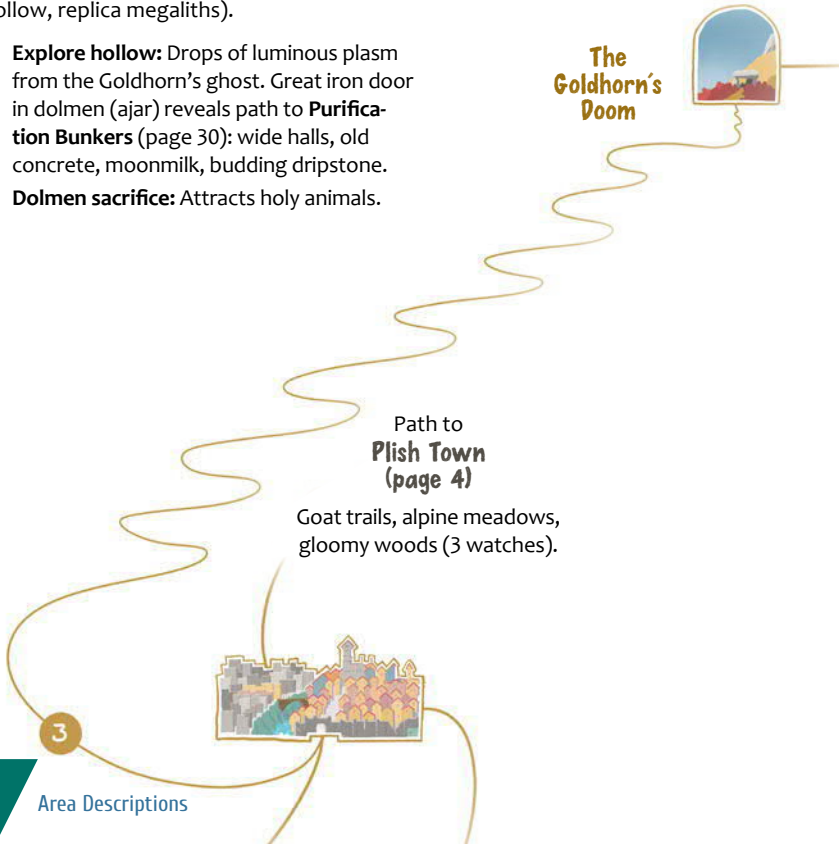 ollow, replica megaliths).
Explore hollow: Drops of luminous plasm
from the Goldhorn's ghost. Great iron door
in dolmen (ajar) reveals path to Purifica-
tion Bunkers (page 30): wide halls, old
concrete, moonmilk, budding dripstone.
Dolmen sacrifice: Attracts holy animals.
The
Goldhorn's
Doom
Path to
Plish Town
(page 4)
Goat trails, alpine meadows,
gloomy woods (3 watches).
3
Area Descriptions